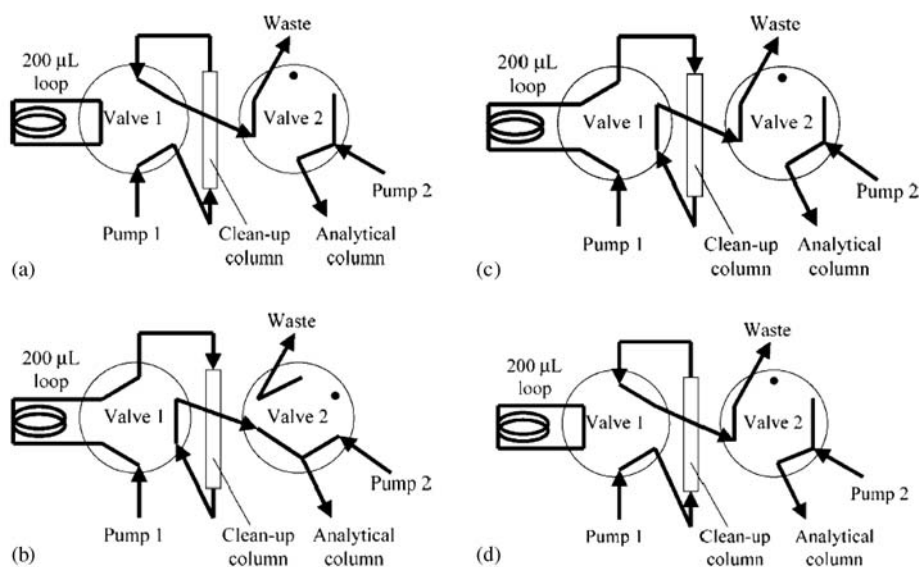 Waste
200 µL
loop
Valve 1
Valve 2
Pump 2
Pump 1
Clean-up
column
Analytical
column
(a)
Waste
200 µL
loop
Valve 1
Valve 2
Pump 2
Pump 1
Clean-up
column
Analytical
column
(c)
Waste
200 µL
loop
Valve 1
Valve 2
Pump 2
Pump 1
Clean-up
column
Analytical
column
(b)
Waste
200 µL
loop
Valve 1
Valve 2
Pump 2
Pump 1
Clean-up
column
Analytical
column
(d)